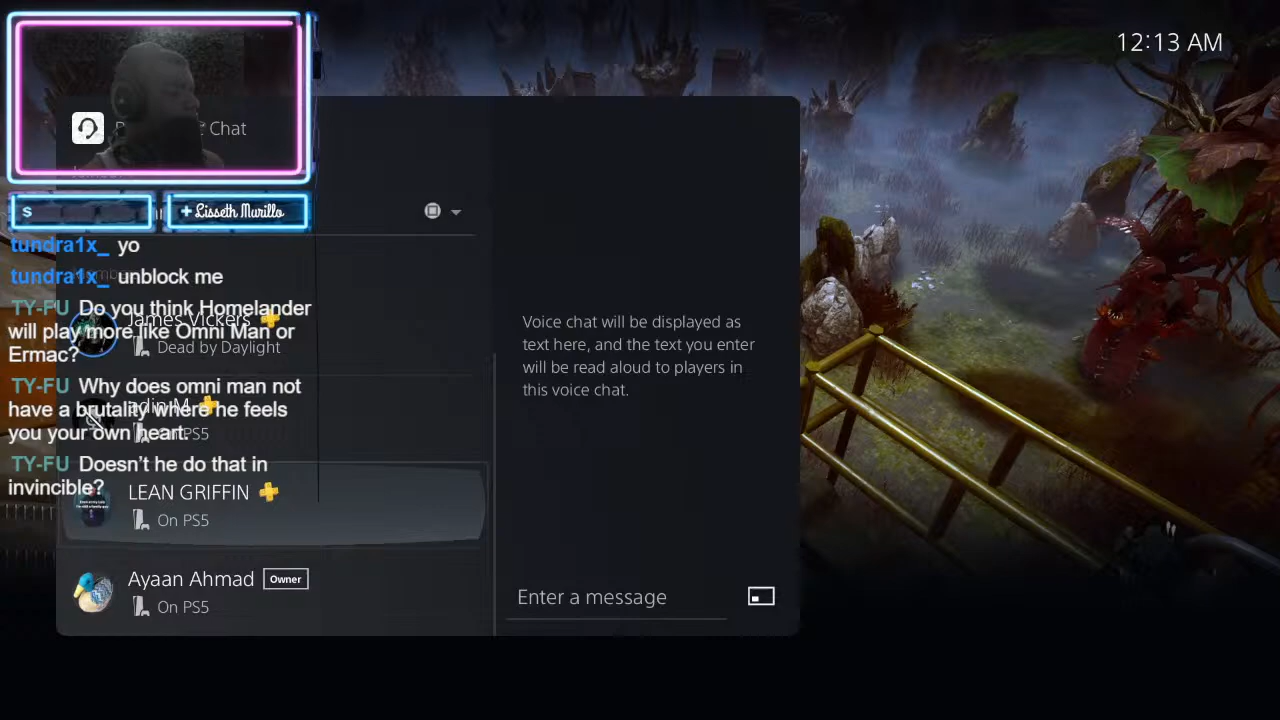 12:13 AM
Chat
S
+ Lisseth Murillo
tundra1x_ yo
tundra1x_ unblock me
TY-FU Do you think Homelander
will play more like Omni Man or
Ermac?
James Vickers
Dead by Daylight
TY-FU Why does omni man not
have a brutality where he feels
you your own heart.
adin M
On PS5
TY-FU Doesn't he do that in
invincible?
LEAN GRIFFIN
On PS5
Ayaan Ahmad Owner
On PS5
Voice chat will be displayed as
text here, and the text you enter
will be read aloud to players in
this voice chat.
Enter a message